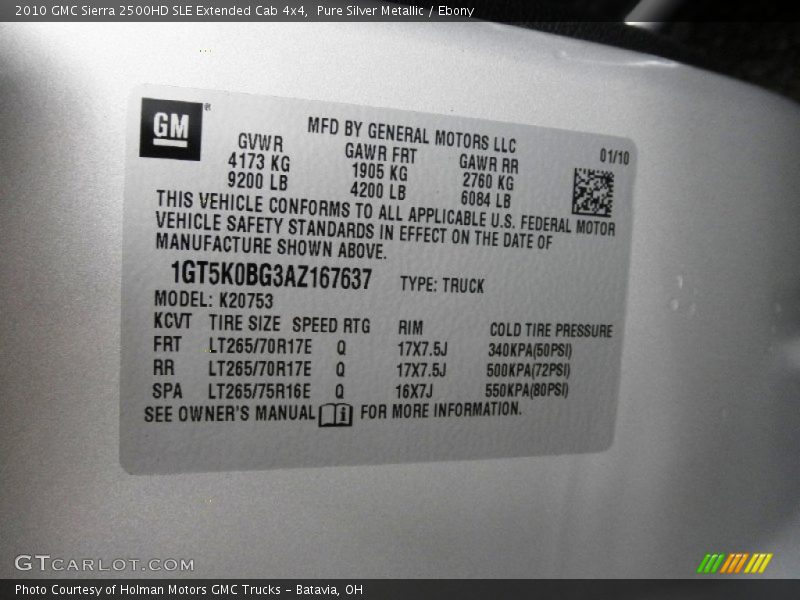 2010 GMC Sierra 2500HD SLE Extended Cab 4x4, Pure Silver Metallic / Ebony
GM®
MFD BY GENERAL MOTORS LLC
01/10
GVWR GAWR FRT GAWR RR
4173 KG 1905 KG 2760 KG
9200 LB 4200 LB 6084 LB
THIS VEHICLE CONFORMS TO ALL APPLICABLE U.S. FEDERAL MOTOR
VEHICLE SAFETY STANDARDS IN EFFECT ON THE DATE OF
MANUFACTURE SHOWN ABOVE.
1GT5K0BG3AZ167637 TYPE: TRUCK
MODEL: K20753
KCVT TIRE SIZE SPEED RTG RIM COLD TIRE PRESSURE
FRT LT265/70R17E Q 17X7.5J 340KPA(50PSI)
RR LT265/70R17E Q 17X7.5J 500KPA(72PSI)
SPA LT265/75R16E Q 16X7J 550KPA(80PSI)
SEE OWNER'S MANUAL FOR MORE INFORMATION.
GTCARLOT.COM
Photo Courtesy of Holman Motors GMC Trucks - Batavia, OH